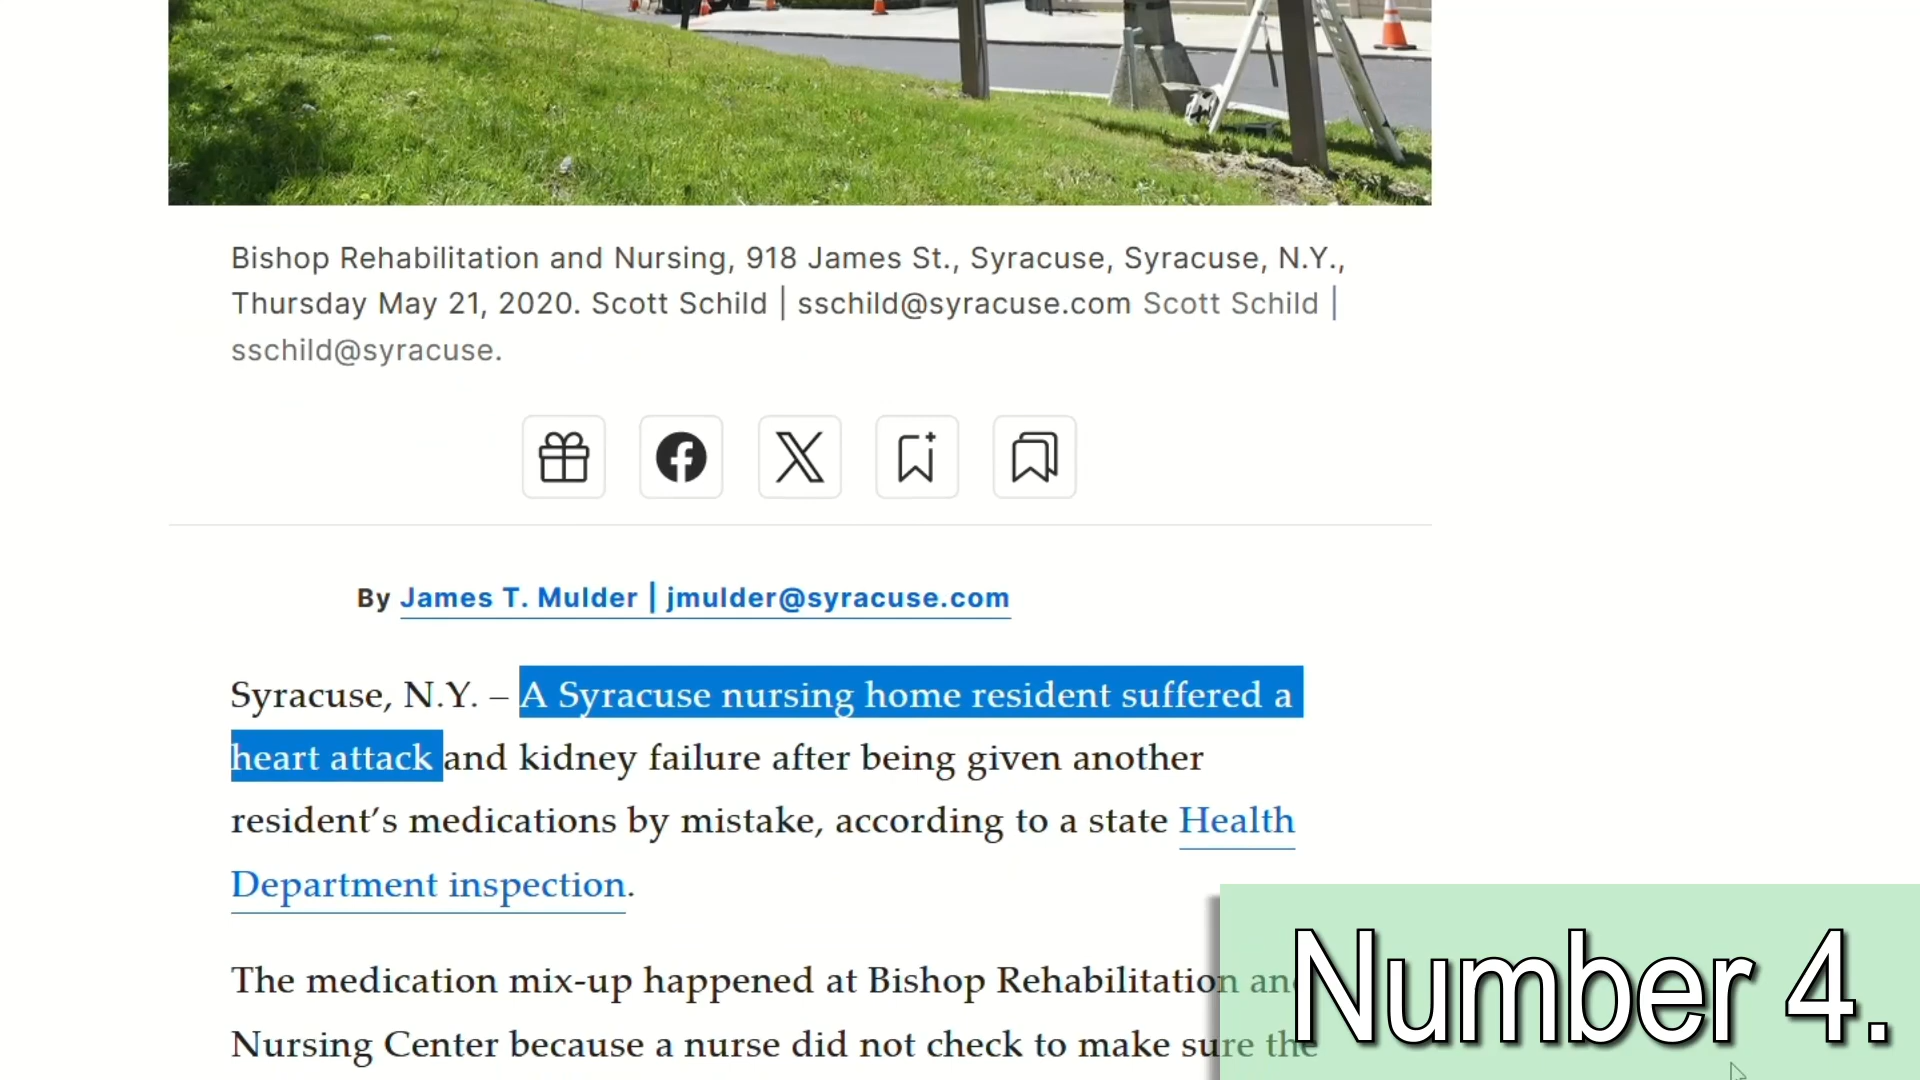 Bishop Rehabilitation and Nursing, 918 James St., Syracuse, Syracuse, N.Y.,
Thursday May 21, 2020. Scott Schild | sschild@syracuse.com Scott Schild |
sschild@syracuse.
By James T. Mulder | jmulder@syracuse.com
Syracuse, N.Y. – A Syracuse nursing home resident suffered a
heart attack and kidney failure after being given another
resident’s medications by mistake, according to a state Health
Department inspection.
The medication mix-up happened at Bishop Rehabilitation and
Nursing Center because a nurse did not check to make sure the
Number 4.